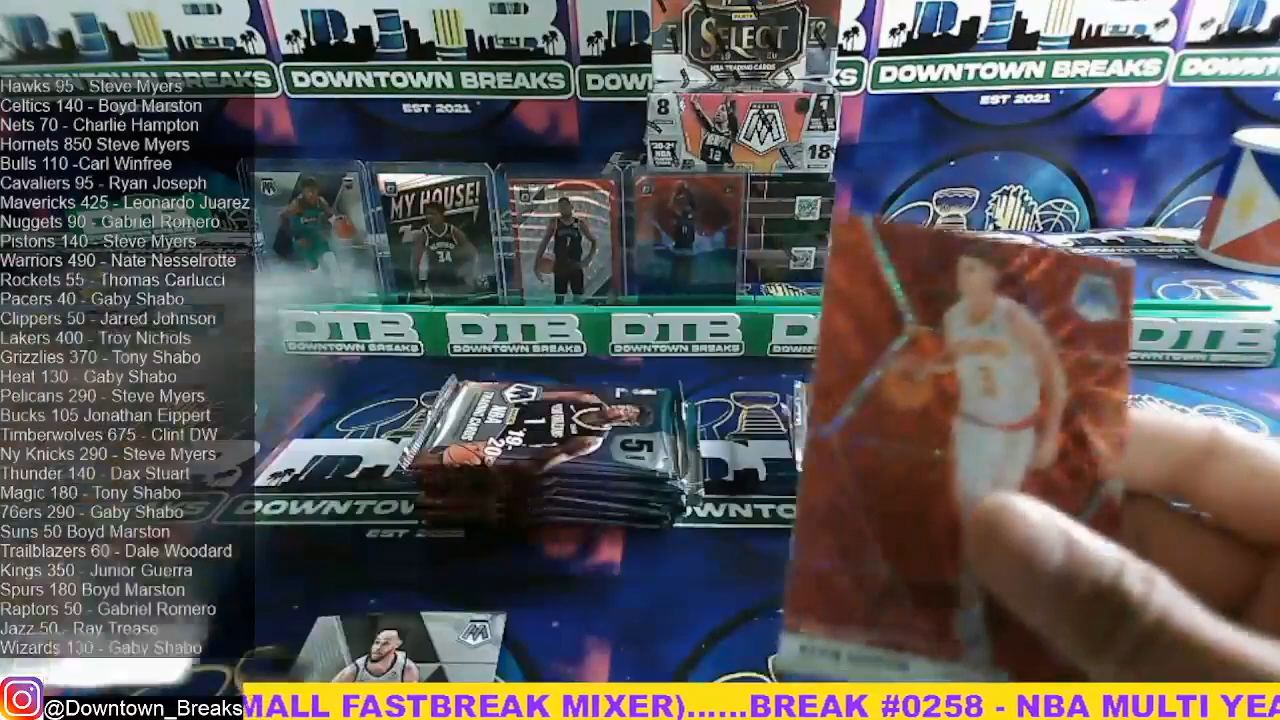 SELECT
NBA TRADING CARDS
DOWNTOWN BREAKS
EST 2021
DOWNTOWN BREAKS
DOWNTOWN BREAKS
EST 2021
8
18
MY HOUSE!
34
DTB
DOWNTOWN BREAKS
DTB
DOWNTOWN BREAKS
DTB
DOWNTOWN BREAKS
DTB
DOWNTOWN BREAKS
Hawks 95 - Steve Myers
Celtics 140 - Boyd Marston
Nets 70 - Charlie Hampton
Hornets 850 Steve Myers
Bulls 110 -Carl Winfree
Cavaliers 95 - Ryan Joseph
Mavericks 425 - Leonardo Juarez
Nuggets 90 - Gabriel Romero
Pistons 140 - Steve Myers
Warriors 490 - Nate Nesselrotte
Rockets 55 - Thomas Carlucci
Pacers 40 - Gaby Shabo
Clippers 50 - Jarred Johnson
Lakers 400 - Troy Nichols
Grizzlies 370 - Tony Shabo
Heat 130 - Gaby Shabo
Pelicans 290 - Steve Myers
Bucks 105 Jonathan Eippert
Timberwolves 675 - Clint DW
Ny Knicks 290 - Steve Myers
Thunder 140 - Dax Stuart
Magic 180 - Tony Shabo
76ers 290 - Gaby Shabo
Suns 50 Boyd Marston
Trailblazers 60 - Dale Woodard
Kings 350 - Junior Guerra
Spurs 180 Boyd Marston
Raptors 50 - Gabriel Romero
Jazz 50 - Ray Trease
Wizards 130 - Gaby Shabo
@Downtown_Breaks
MALL FASTBREAK MIXER)......BREAK #0258 - NBA MULTI YEA